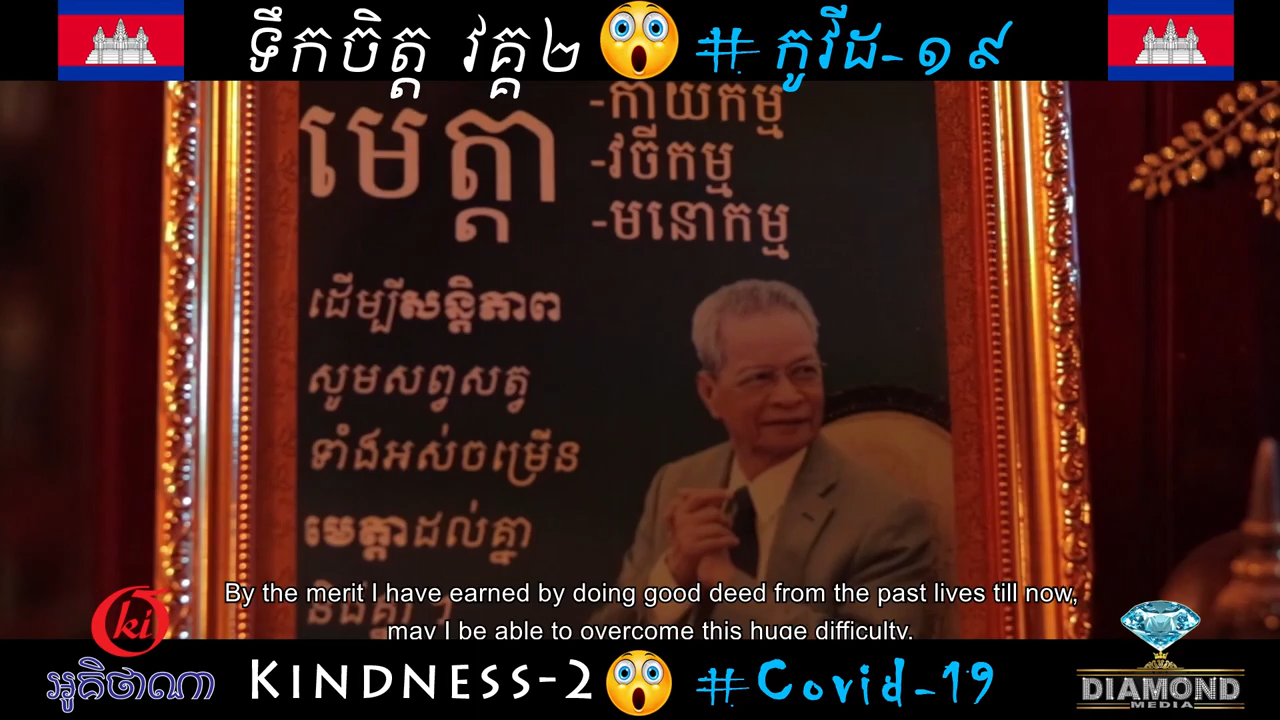 ទឹកចិត្ត វគ្គ២ # កូវីដ-១៩
មេត្តា
-កាយកម្ម
-វចីកម្ម
-មនោកម្ម
ដើម្បីសន្តិភាព
សូមសព្វសត្វ
ទាំងអស់ចម្រើន
មេត្តាដល់គ្នា
By the merit I have earned by doing good deed from the past lives till now,
may I be able to overcome this huge difficulty.
ki
អូគិថាណា
KINDNESS-2 #Covid-19
DIAMOND
MEDIA